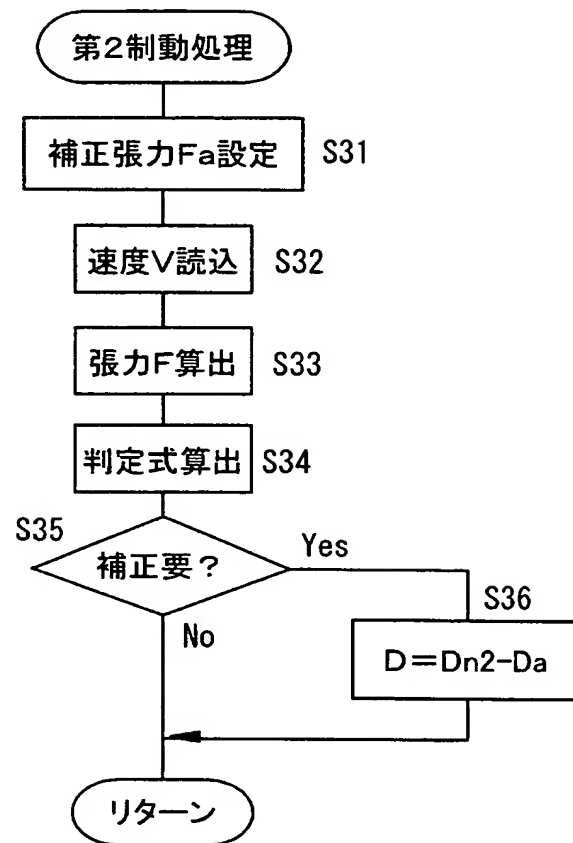 第2制動処理
補正張力Fa設定 S31
速度V読込 S32
張力F算出 S33
判定式算出 S34
S35
補正要?
Yes
No
S36
D=Dn2-Da
リターン